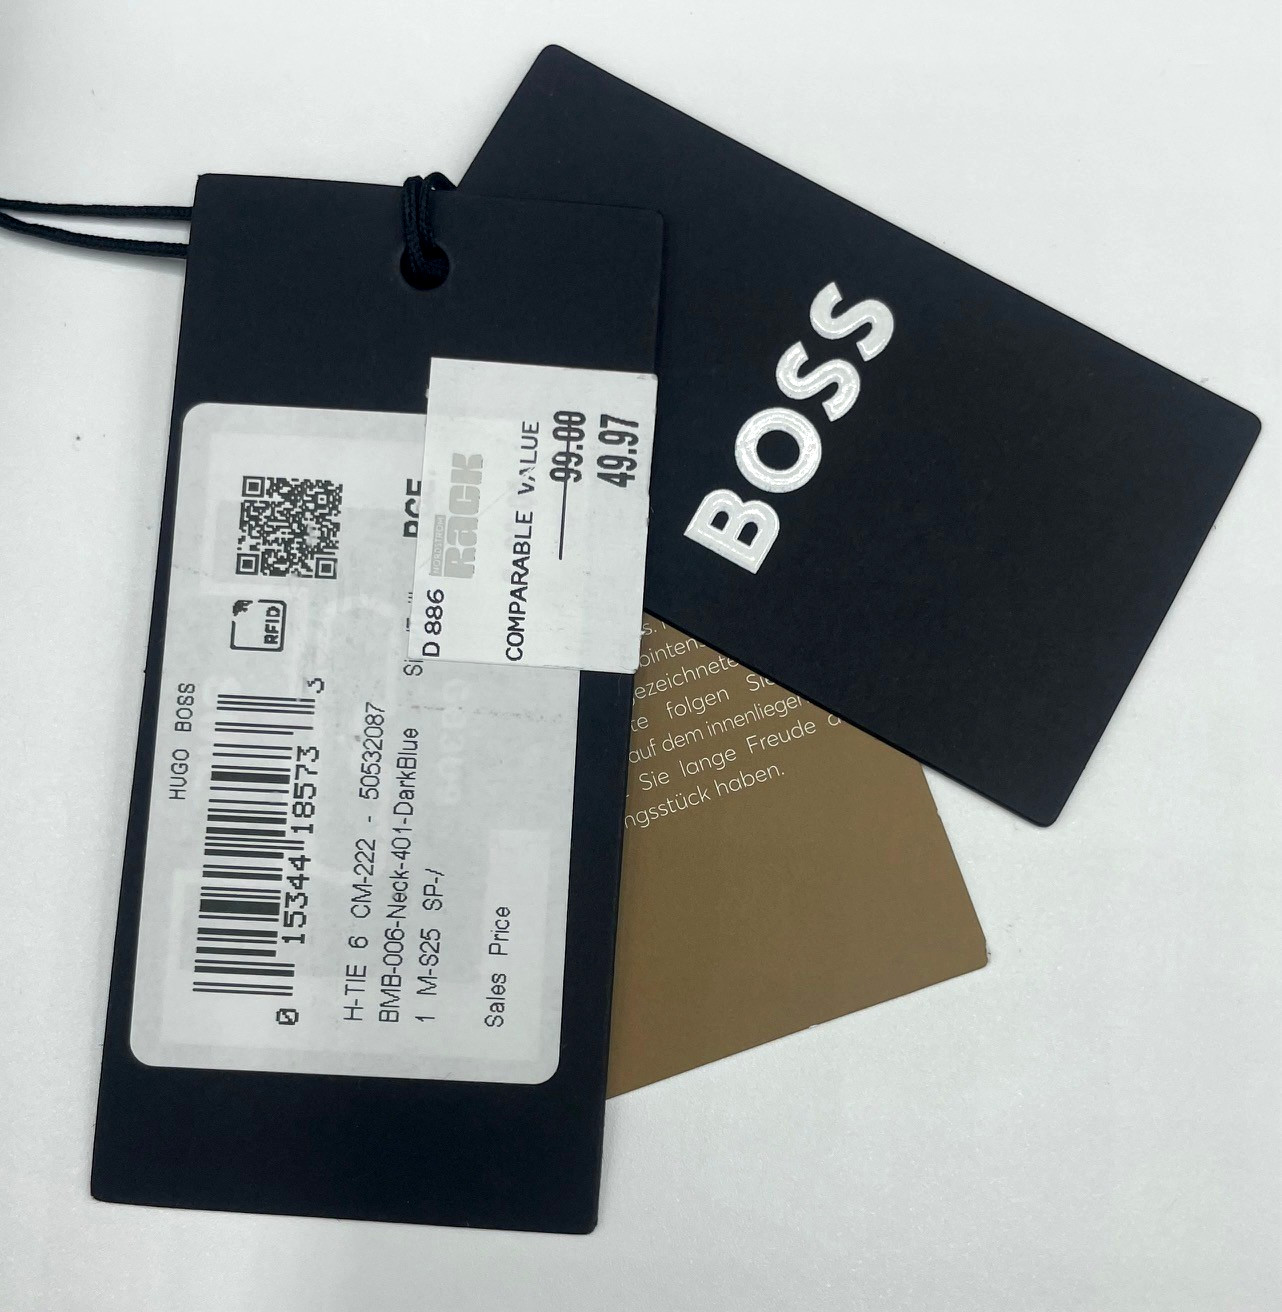 BOSS
HUGO BOSS
0 15344 18573 3
RFID
H-TIE 6 CM-222 - 50532087
BMB-006-Neck-401-DarkBlue
1 M-S25 SP-/
Sales Price
D 886
NORDSTROM
Rack
COMPARABLE VALUE
99.00
49.97
folgen
auf dem innenliegen
Sie lange Freude
ngsstück haben.